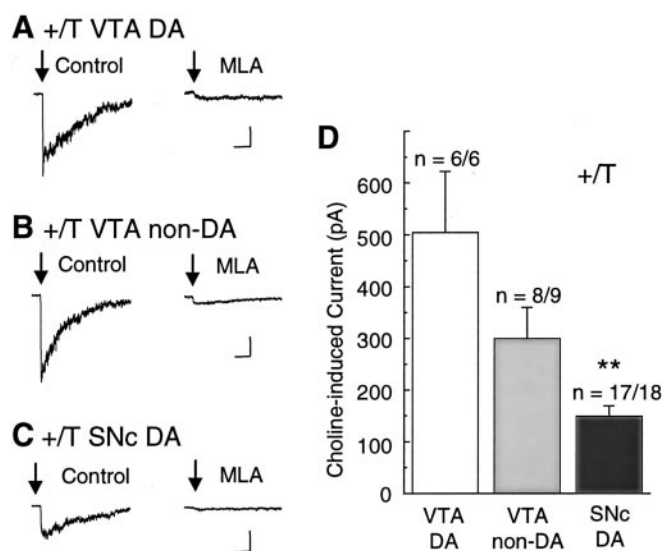 A +/T VTA DA
Control
MLA
B +/T VTA non-DA
Control
MLA
C +/T SNc DA
Control
MLA
D
+/T
Choline-induced Current (pA)
600
500
400
300
200
100
0
n = 6/6
n = 8/9
**
n = 17/18
VTA
DA
VTA
non-DA
SNc
DA